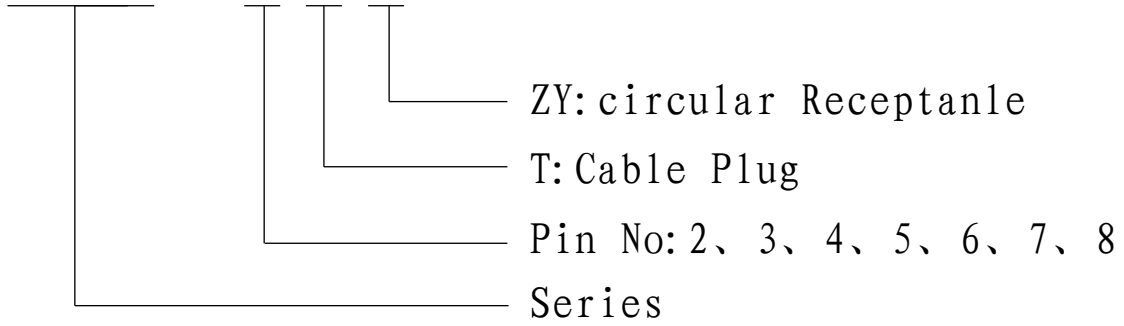 ZY:circular Receptanle
T:Cable Plug
Pin No:2、3、4、5、6、7、8
Series